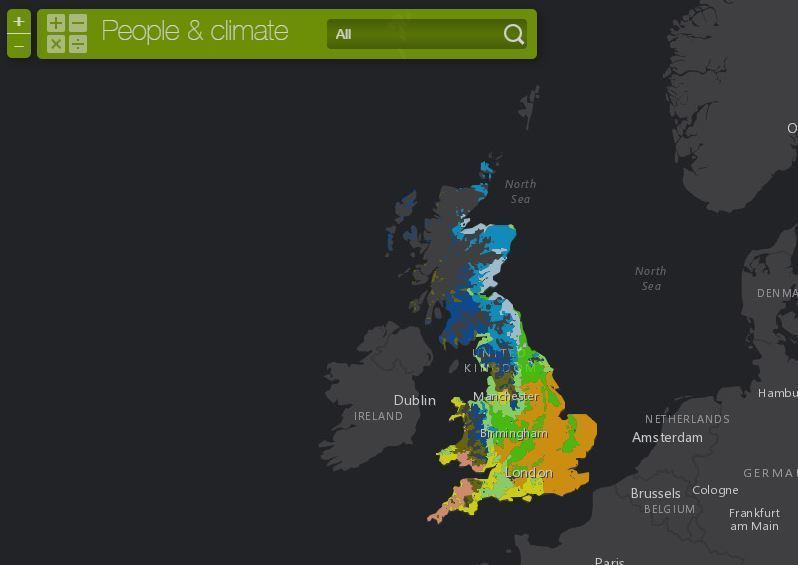 +
−
+ −
× ÷
People & climate
All
O
North
Sea
North
Sea
DENMA
UNITED
KINGDOM
Hambu
Manchester
Dublin
IRELAND
NETHERLANDS
Birmingham
Amsterdam
London
GERMA
Brussels
Cologne
BELGIUM
Frankfurt
am Main
Paris